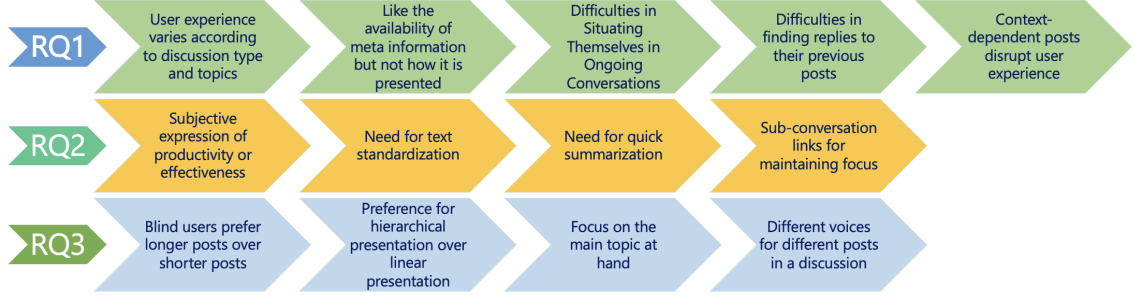 RQ1
User experience
varies according
to discussion type
and topics
Like the
availability of
meta information
but not how it is
presented
Difficulties in
Situating
Themselves in
Ongoing
Conversations
Difficulties in
finding replies to
their previous
posts
Context-
dependent posts
disrupt user
experience
RQ2
Subjective
expression of
productivity or
effectiveness
Need for text
standardization
Need for quick
summarization
Sub-conversation
links for
maintaining focus
RQ3
Blind users prefer
longer posts over
shorter posts
Preference for
hierarchical
presentation over
linear
presentation
Focus on the
main topic at
hand
Different voices
for different posts
in a discussion